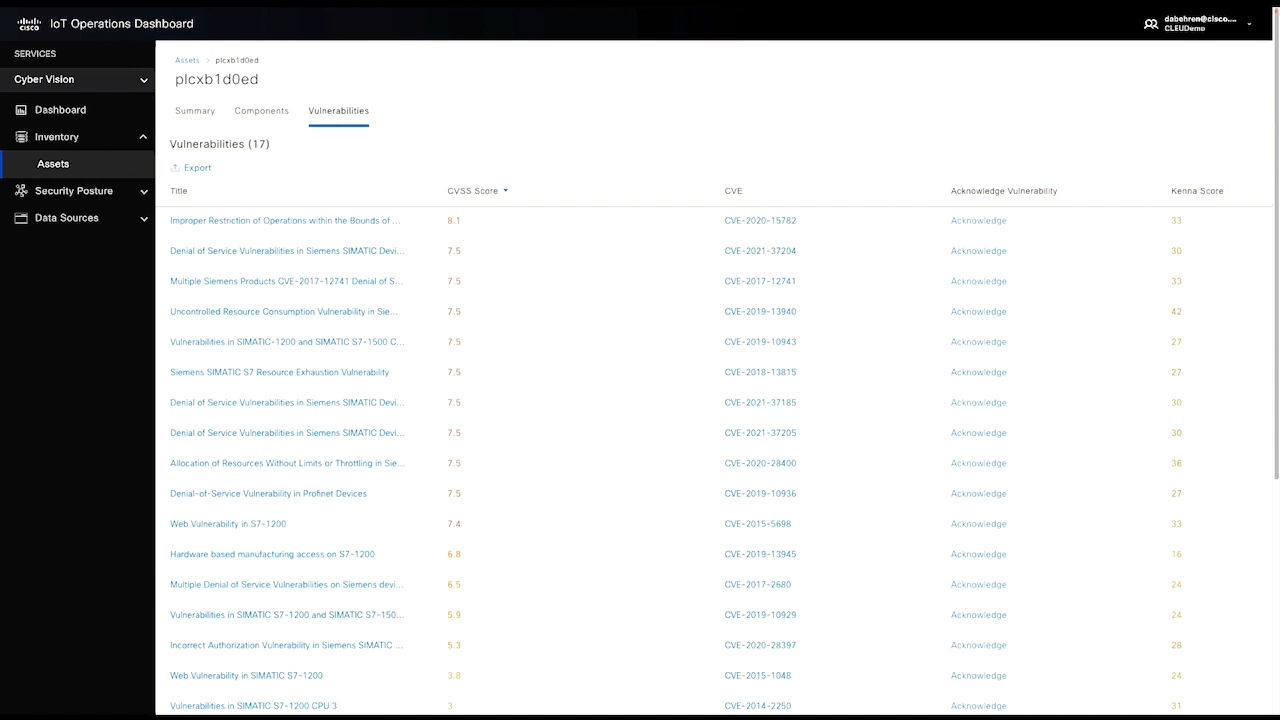 cisco IoT Operations Dashboard
dabehren@cisco....
CLEUDemo
SERVICES
Cyber Vision
Dashboard
Inventory
Assets
Security Posture
Data Sources
Assets > plcxb1d0ed
plcxb1d0ed
Summary Components Vulnerabilities
Vulnerabilities (17)
Export
Title CVSS Score CVE Acknowledge Vulnerability Kenna Score
Improper Restriction of Operations within the Bounds of ... 8.1 CVE-2020-15782 Acknowledge 33
Denial of Service Vulnerabilities in Siemens SIMATIC Devi... 7.5 CVE-2021-37204 Acknowledge 30
Multiple Siemens Products CVE-2017-12741 Denial of S... 7.5 CVE-2017-12741 Acknowledge 33
Uncontrolled Resource Consumption Vulnerability in Sie... 7.5 CVE-2019-13940 Acknowledge 42
Vulnerabilities in SIMATIC-1200 and SIMATIC S7-1500 C... 7.5 CVE-2019-10943 Acknowledge 27
Siemens SIMATIC S7 Resource Exhaustion Vulnerability 7.5 CVE-2018-13815 Acknowledge 27
Denial of Service Vulnerabilities in Siemens SIMATIC Devi... 7.5 CVE-2021-37185 Acknowledge 30
Denial of Service Vulnerabilities in Siemens SIMATIC Devi... 7.5 CVE-2021-37205 Acknowledge 30
Allocation of Resources Without Limits or Throttling in Sie... 7.5 CVE-2020-28400 Acknowledge 36
Denial-of-Service Vulnerability in Profinet Devices 7.5 CVE-2019-10936 Acknowledge 27
Web Vulnerability in S7-1200 7.4 CVE-2015-5698 Acknowledge 33
Hardware based manufacturing access on S7-1200 6.8 CVE-2019-13945 Acknowledge 16
Multiple Denial of Service Vulnerabilities on Siemens devi... 6.5 CVE-2017-2680 Acknowledge 24
Vulnerabilities in SIMATIC S7-1200 and SIMATIC S7-150... 5.9 CVE-2019-10929 Acknowledge 24
Incorrect Authorization Vulnerability in Siemens SIMATIC ... 5.3 CVE-2020-28397 Acknowledge 28
Web Vulnerability in SIMATIC S7-1200 3.8 CVE-2015-1048 Acknowledge 24
Vulnerabilities in SIMATIC S7-1200 CPU 3 3 CVE-2014-2250 Acknowledge 31